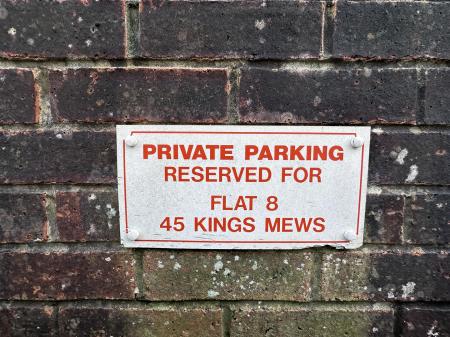 PRIVATE PARKING
RESERVED FOR
FLAT 8
45 KINGS MEWS